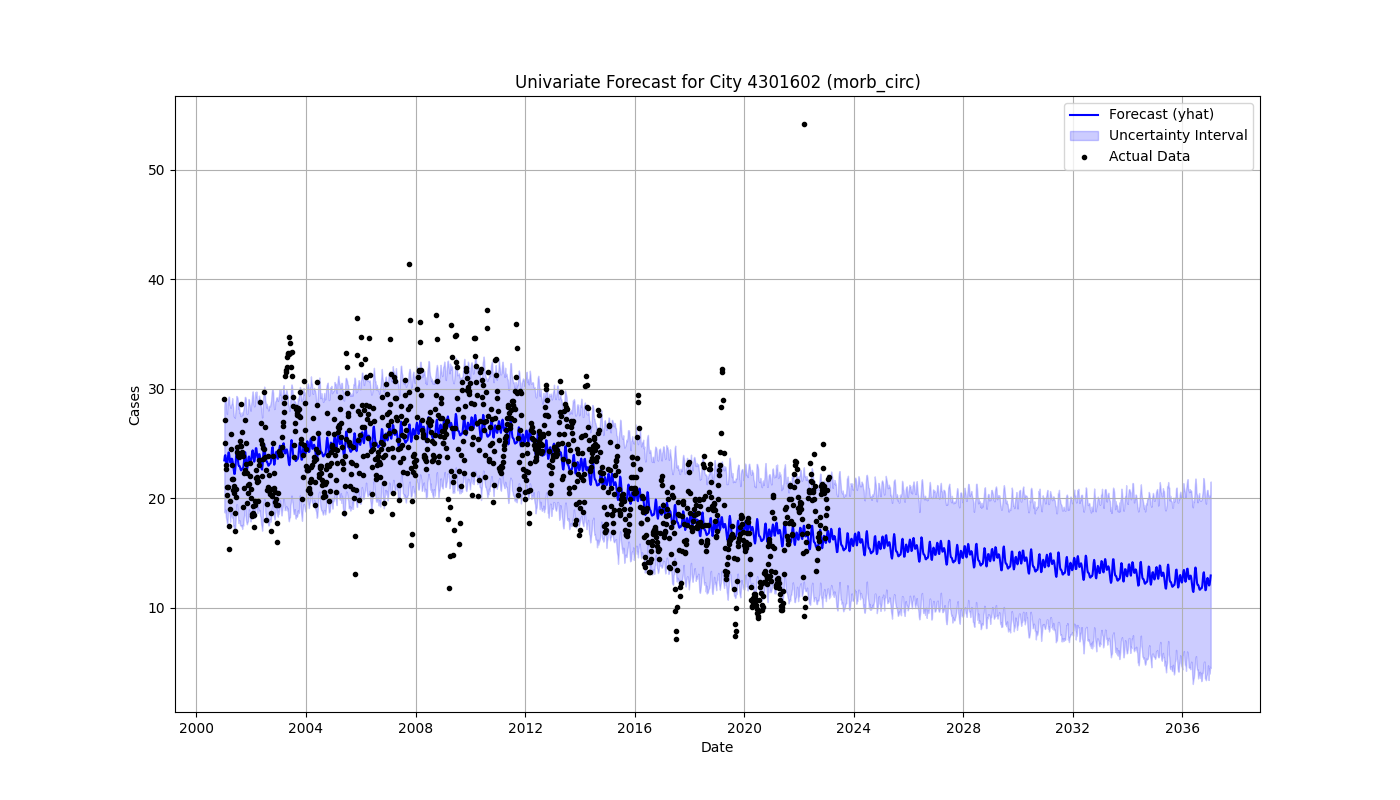 Univariate Forecast for City 4301602 (morb_circ)
Forecast (yhat)
Uncertainty Interval
Actual Data
Cases
50
40
30
20
10
2000 2004 2008 2012 2016 2020 2024 2028 2032 2036
Date